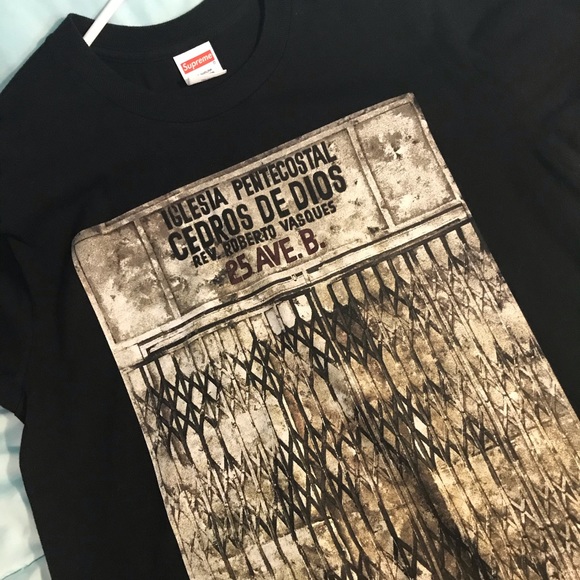 Supreme
IGLESIA PENTECOSTAL
CEDROS DE DIOS
REV. ROBERTO VASQUES
25 AVE. B.